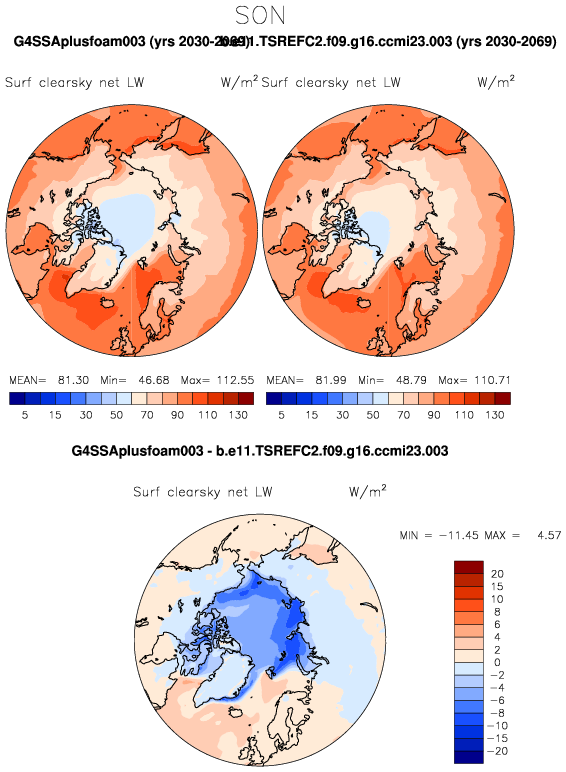 SON
G4SSAplusfoam003 (yrs 2030-2069) b.e11.TSREFC2.f09.g16.ccmi23.003 (yrs 2030-2069)
Surf clearsky net LW W/m² Surf clearsky net LW W/m²
MEAN= 81.30 Min= 46.68 Max= 112.55 MEAN= 81.99 Min= 48.79 Max= 110.71
5 15 30 50 70 90 110 130 5 15 30 50 70 90 110 130
G4SSAplusfoam003 - b.e11.TSREFC2.f09.g16.ccmi23.003
Surf clearsky net LW W/m²
MIN = −11.45 MAX = 4.57
20
15
10
8
6
4
2
0
−2
−4
−6
−8
−10
−15
−20